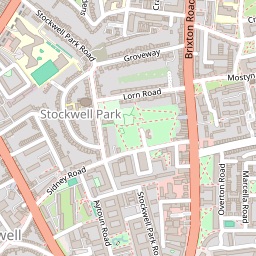 Stockwell Park Road
Groveway
Brixton Road
Mostyn
Lorn Road
Stockwell Park
Sidney Road
Aytoun Road
Stockwell Park Ro
Overton Road
Marcella Road
well